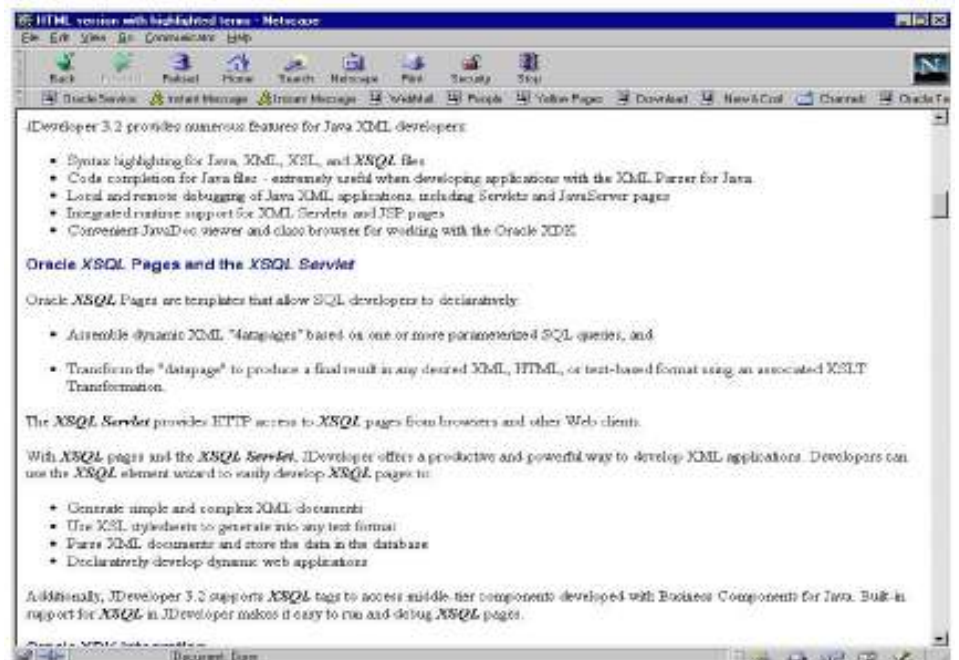 HTML version with highlighted terms - Netscape
File Edit View Go Communicator Help
Back Reload Home Search Netscape Print Security Stop
Instant Message WebMail People Yellow Pages Download New & Cool Channels
JDeveloper 3.2 provides numerous features for Java XML developers:
• Syntax highlighting for Java, XML, XSL, and XSQL files
• Code completion for Java files - extremely useful when developing applications with the XML Parser for Java
• Local and remote debugging of Java XML applications, including Servlets and JavaServer pages
• Integrated runtime support for XML Servlets and JSP pages
• Convenient JavaDoc viewer and class browser for working with the Oracle XDK
Oracle XSQL Pages and the XSQL Servlet
Oracle XSQL Pages are templates that allow SQL developers to declaratively:
• Assemble dynamic XML "datapages" based on one or more parameterized SQL queries, and
• Transform the "datapage" to produce a final result in any desired XML, HTML, or text-based format using an associated XSLT
Transformation.
The XSQL Servlet provides HTTP access to XSQL pages from browsers and other Web clients.
With XSQL pages and the XSQL Servlet, JDeveloper offers a productive and powerful way to develop XML applications. Developers can
use the XSQL element wizard to easily develop XSQL pages to:
• Generate simple and complex XML documents
• Use XSL stylesheets to generate into any text format
• Parse XML documents and store the data in the database
• Declaratively develop dynamic web applications
Additionally, JDeveloper 3.2 supports XSQL tags to access middle-tier components developed with Business Components for Java. Built-in
support for XSQL in JDeveloper makes it easy to run and debug XSQL pages.
Oracle XDK Integration
Document: Done